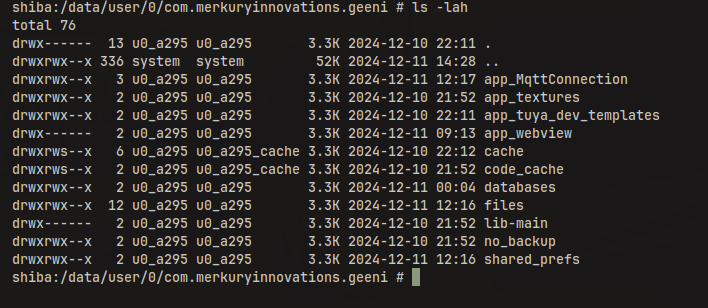 shiba:/data/user/0/com.merkuryinnovations.geeni # ls -lah
total 76
drwx------  13 u0_a295 u0_a295       3.3K 2024-12-10 22:11 .
drwxrwx--x 336 system  system         52K 2024-12-11 14:28 ..
drwxrwx--x   3 u0_a295 u0_a295       3.3K 2024-12-11 12:17 app_MqttConnection
drwxrwx--x   2 u0_a295 u0_a295       3.3K 2024-12-10 21:52 app_textures
drwxrwx--x   2 u0_a295 u0_a295       3.3K 2024-12-10 22:11 app_tuya_dev_templates
drwx------   2 u0_a295 u0_a295       3.3K 2024-12-11 09:13 app_webview
drwxrws--x   6 u0_a295 u0_a295_cache 3.3K 2024-12-10 22:12 cache
drwxrws--x   2 u0_a295 u0_a295_cache 3.3K 2024-12-10 21:52 code_cache
drwxrwx--x   2 u0_a295 u0_a295       3.3K 2024-12-11 00:04 databases
drwxrwx--x  12 u0_a295 u0_a295       3.3K 2024-12-11 12:16 files
drwx------   2 u0_a295 u0_a295       3.3K 2024-12-10 21:52 lib-main
drwxrwx--x   2 u0_a295 u0_a295       3.3K 2024-12-10 21:52 no_backup
drwxrwx--x   2 u0_a295 u0_a295       3.3K 2024-12-11 12:16 shared_prefs
shiba:/data/user/0/com.merkuryinnovations.geeni #